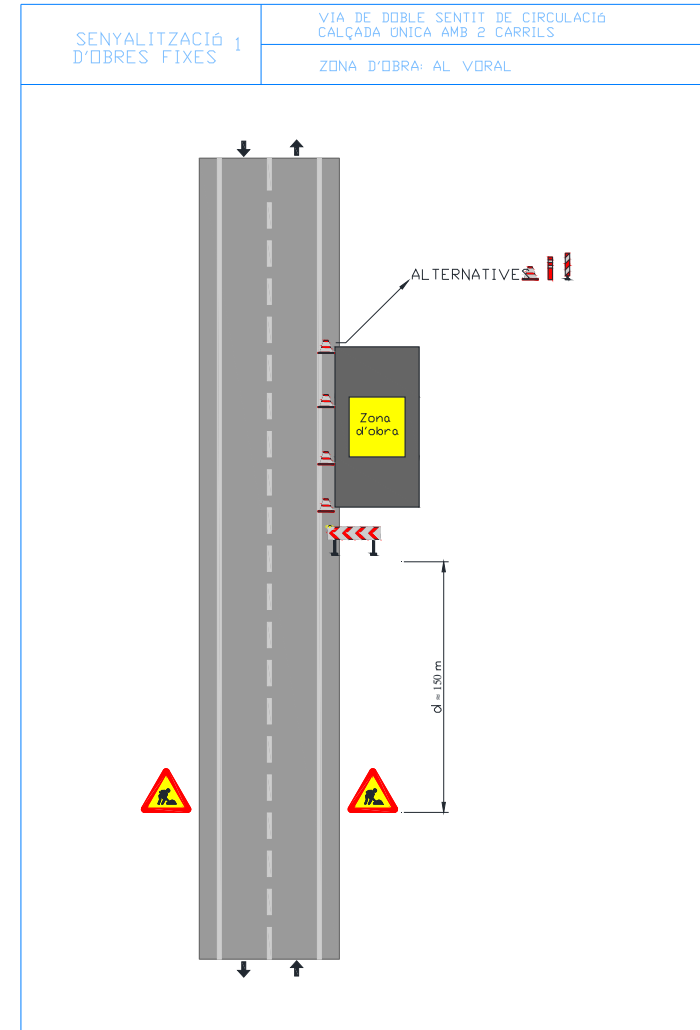 SENYALITZACIó 1
D'OBRES FIXES
VIA DE DOBLE SENTIT DE CIRCULACIó
CALÇADA ÚNICA AMB 2 CARRILS
ZONA D'OBRA: AL VORAL
ALTERNATIVES
Zona
d'obra
d ≈ 150 m